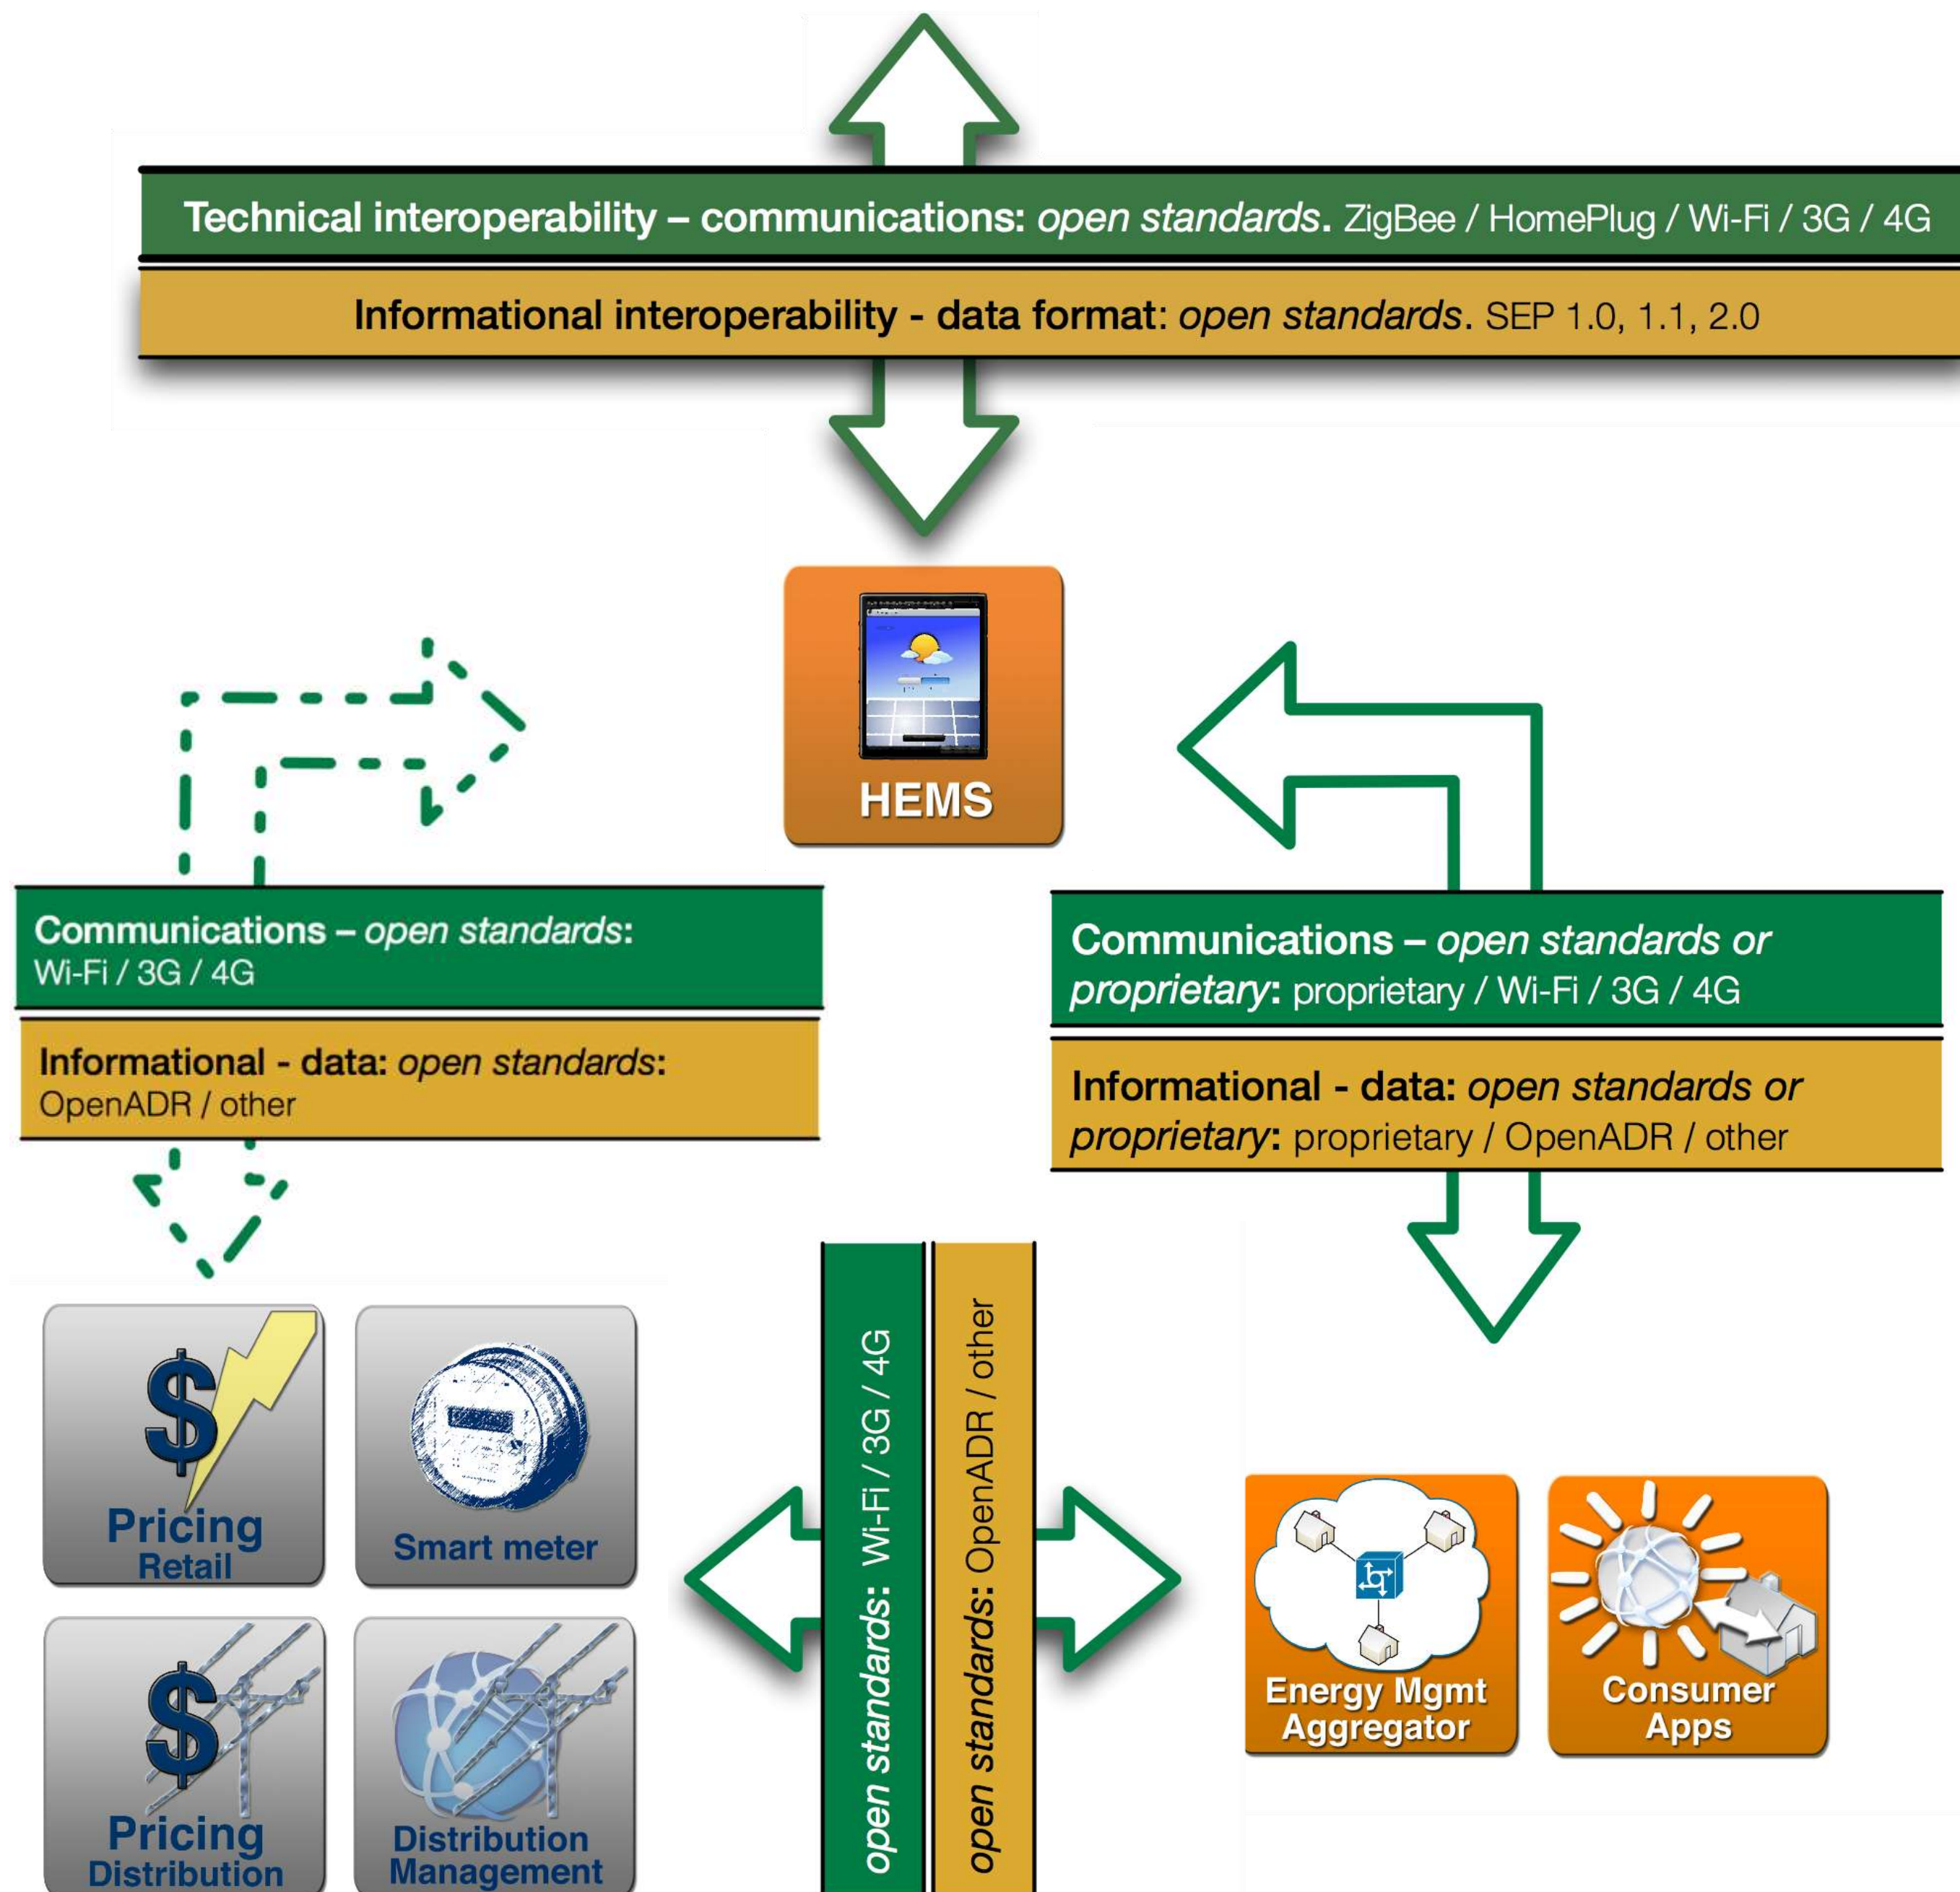 Technical interoperability – communications: open standards. ZigBee / HomePlug / Wi-Fi / 3G / 4G
Informational interoperability - data format: open standards. SEP 1.0, 1.1, 2.0
HEMS
Communications – open standards:
Wi-Fi / 3G / 4G
Informational - data: open standards:
OpenADR / other
Communications – open standards or
proprietary: proprietary / Wi-Fi / 3G / 4G
Informational - data: open standards or
proprietary: proprietary / OpenADR / other
Pricing
Retail
Smart meter
Pricing
Distribution
Distribution
Management
open standards: Wi-Fi / 3G / 4G
open standards: OpenADR / other
Energy Mgmt
Aggregator
Consumer
Apps